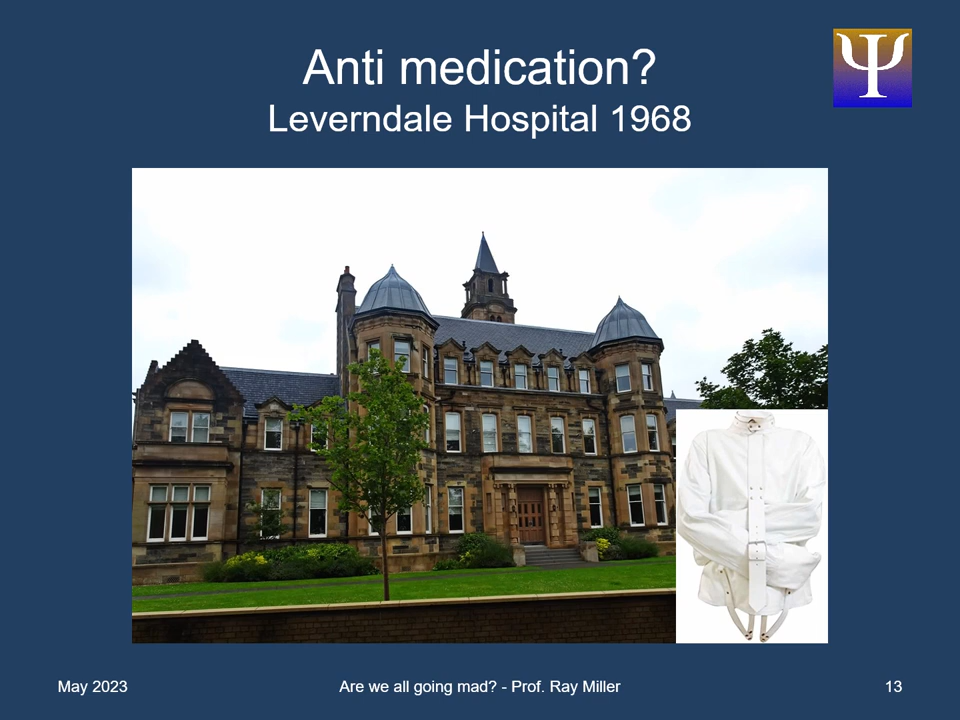 Anti medication?
Leverndale Hospital 1968
Ψ
May 2023
Are we all going mad? - Prof. Ray Miller
13